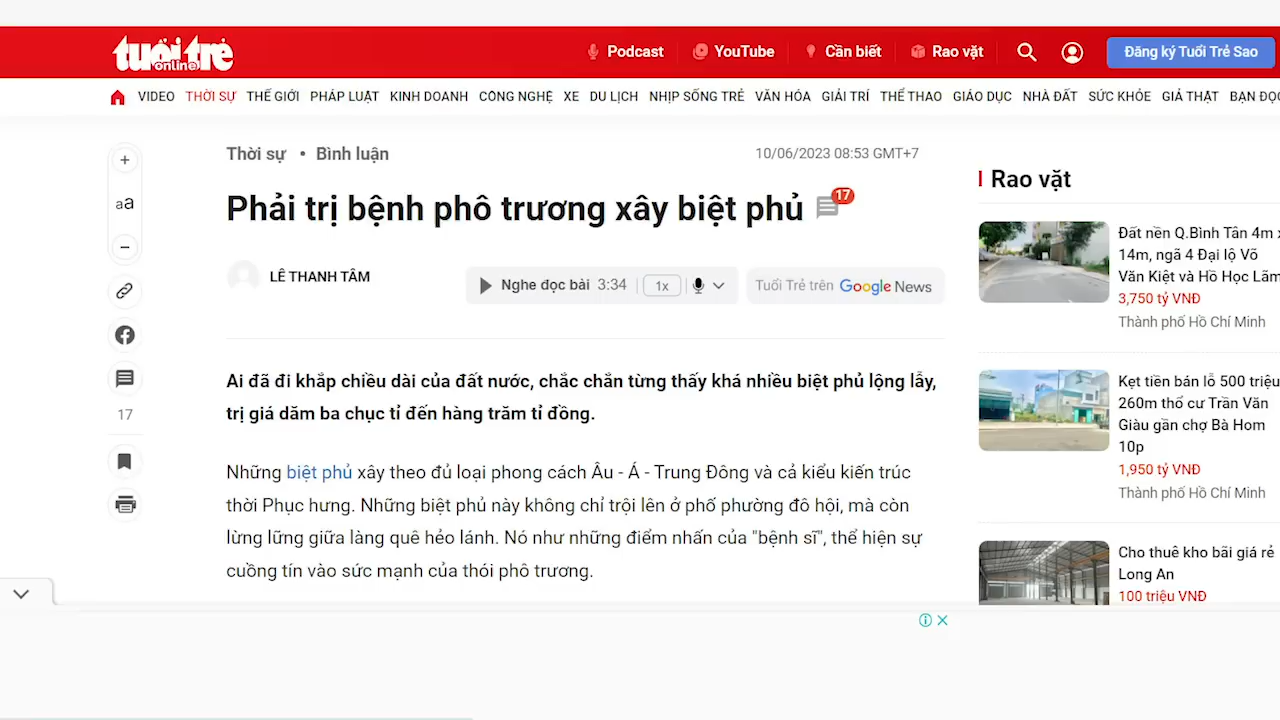 tuổi trẻ
online
Podcast
YouTube
Cần biết
Rao vặt
Đăng ký Tuổi Trẻ Sao
VIDEO THỜI SỰ THẾ GIỚI PHÁP LUẬT KINH DOANH CÔNG NGHỆ XE DU LỊCH NHỊP SỐNG TRẺ VĂN HÓA GIẢI TRÍ THỂ THAO GIÁO DỤC NHÀ ĐẤT SỨC KHỎE GIẢ THẬT BẠN ĐỌC
+
aa
−
17
Thời sự • Bình luận
10/06/2023 08:53 GMT+7
Phải trị bệnh phô trương xây biệt phủ
17
LÊ THANH TÂM
Nghe đọc bài 3:34 1x
Tuổi Trẻ trên Google News
Ai đã đi khắp chiều dài của đất nước, chắc chắn từng thấy khá nhiều biệt phủ lộng lẫy,
trị giá dăm ba chục tỉ đến hàng trăm tỉ đồng.
Những biệt phủ xây theo đủ loại phong cách Âu - Á - Trung Đông và cả kiểu kiến trúc
thời Phục hưng. Những biệt phủ này không chỉ trội lên ở phố phường đô hội, mà còn
lừng lững giữa làng quê hẻo lánh. Nó như những điểm nhấn của "bệnh sĩ", thể hiện sự
cuồng tín vào sức mạnh của thói phô trương.
Rao vặt
Đất nền Q.Bình Tân 4m x
14m, ngã 4 Đại lộ Võ
Văn Kiệt và Hồ Học Lãm
3,750 tỷ VNĐ
Thành phố Hồ Chí Minh
Kẹt tiền bán lỗ 500 triệu
260m thổ cư Trần Văn
Giàu gần chợ Bà Hom
10p
1,950 tỷ VNĐ
Thành phố Hồ Chí Minh
Cho thuê kho bãi giá rẻ
Long An
100 triệu VNĐ